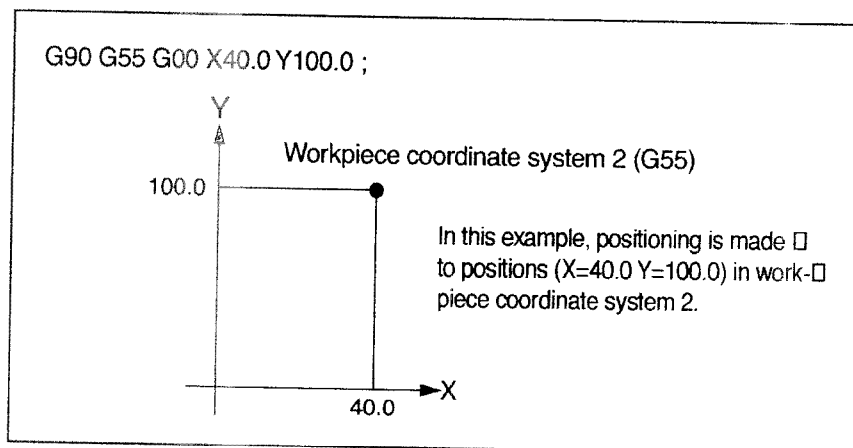 G90 G55 G00 X40.0 Y100.0 ;
Y
Workpiece coordinate system 2 (G55)
100.0
In this example, positioning is made □
to positions (X=40.0 Y=100.0) in work-□
piece coordinate system 2.
X
40.0